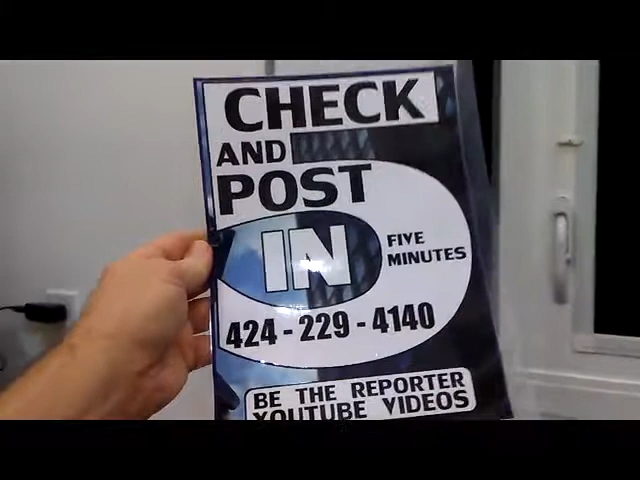 CHECK
AND
POST
IN
FIVE
MINUTES
424 - 229 - 4140
BE THE REPORTER
YOUTUBE VIDEOS